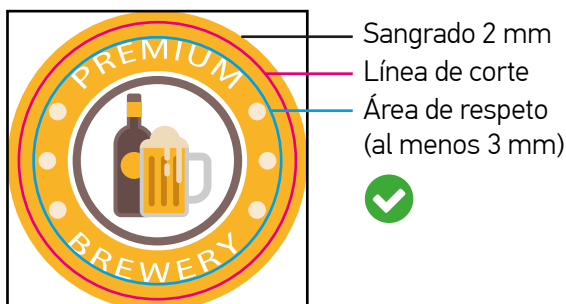 PREMIUM
BREWERY
Sangrado 2 mm
Línea de corte
Área de respeto
(al menos 3 mm)